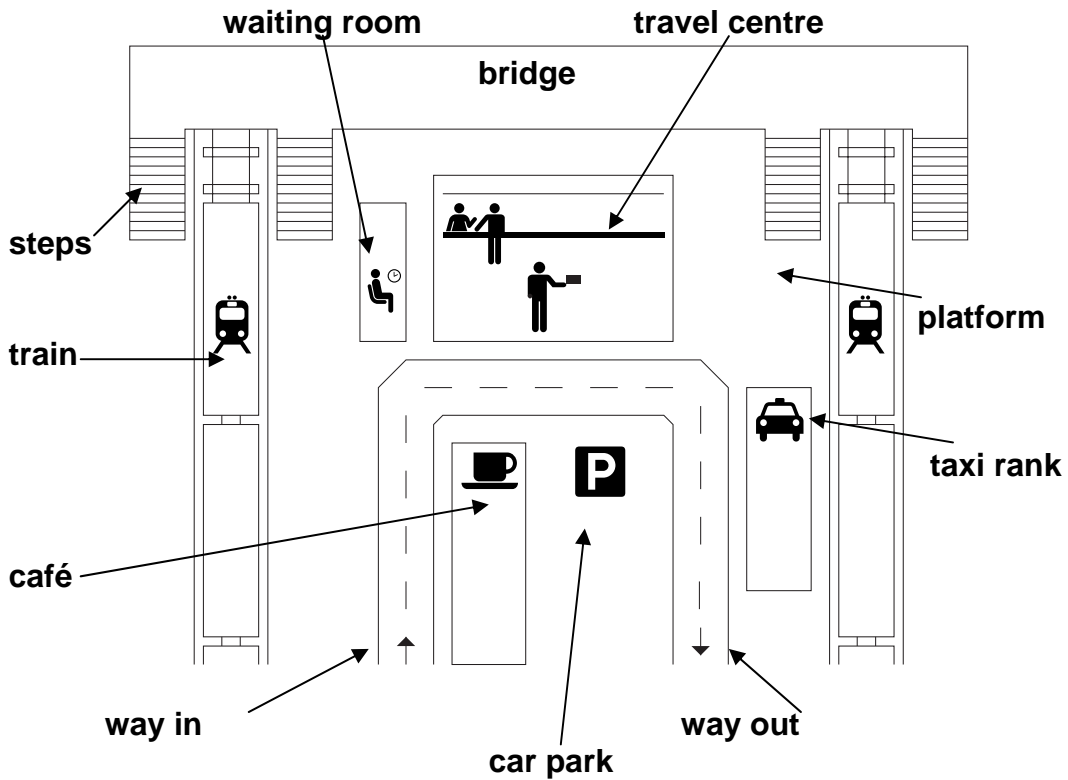 waiting room
travel centre
bridge
steps
platform
train
taxi rank
P
café
way in
way out
car park